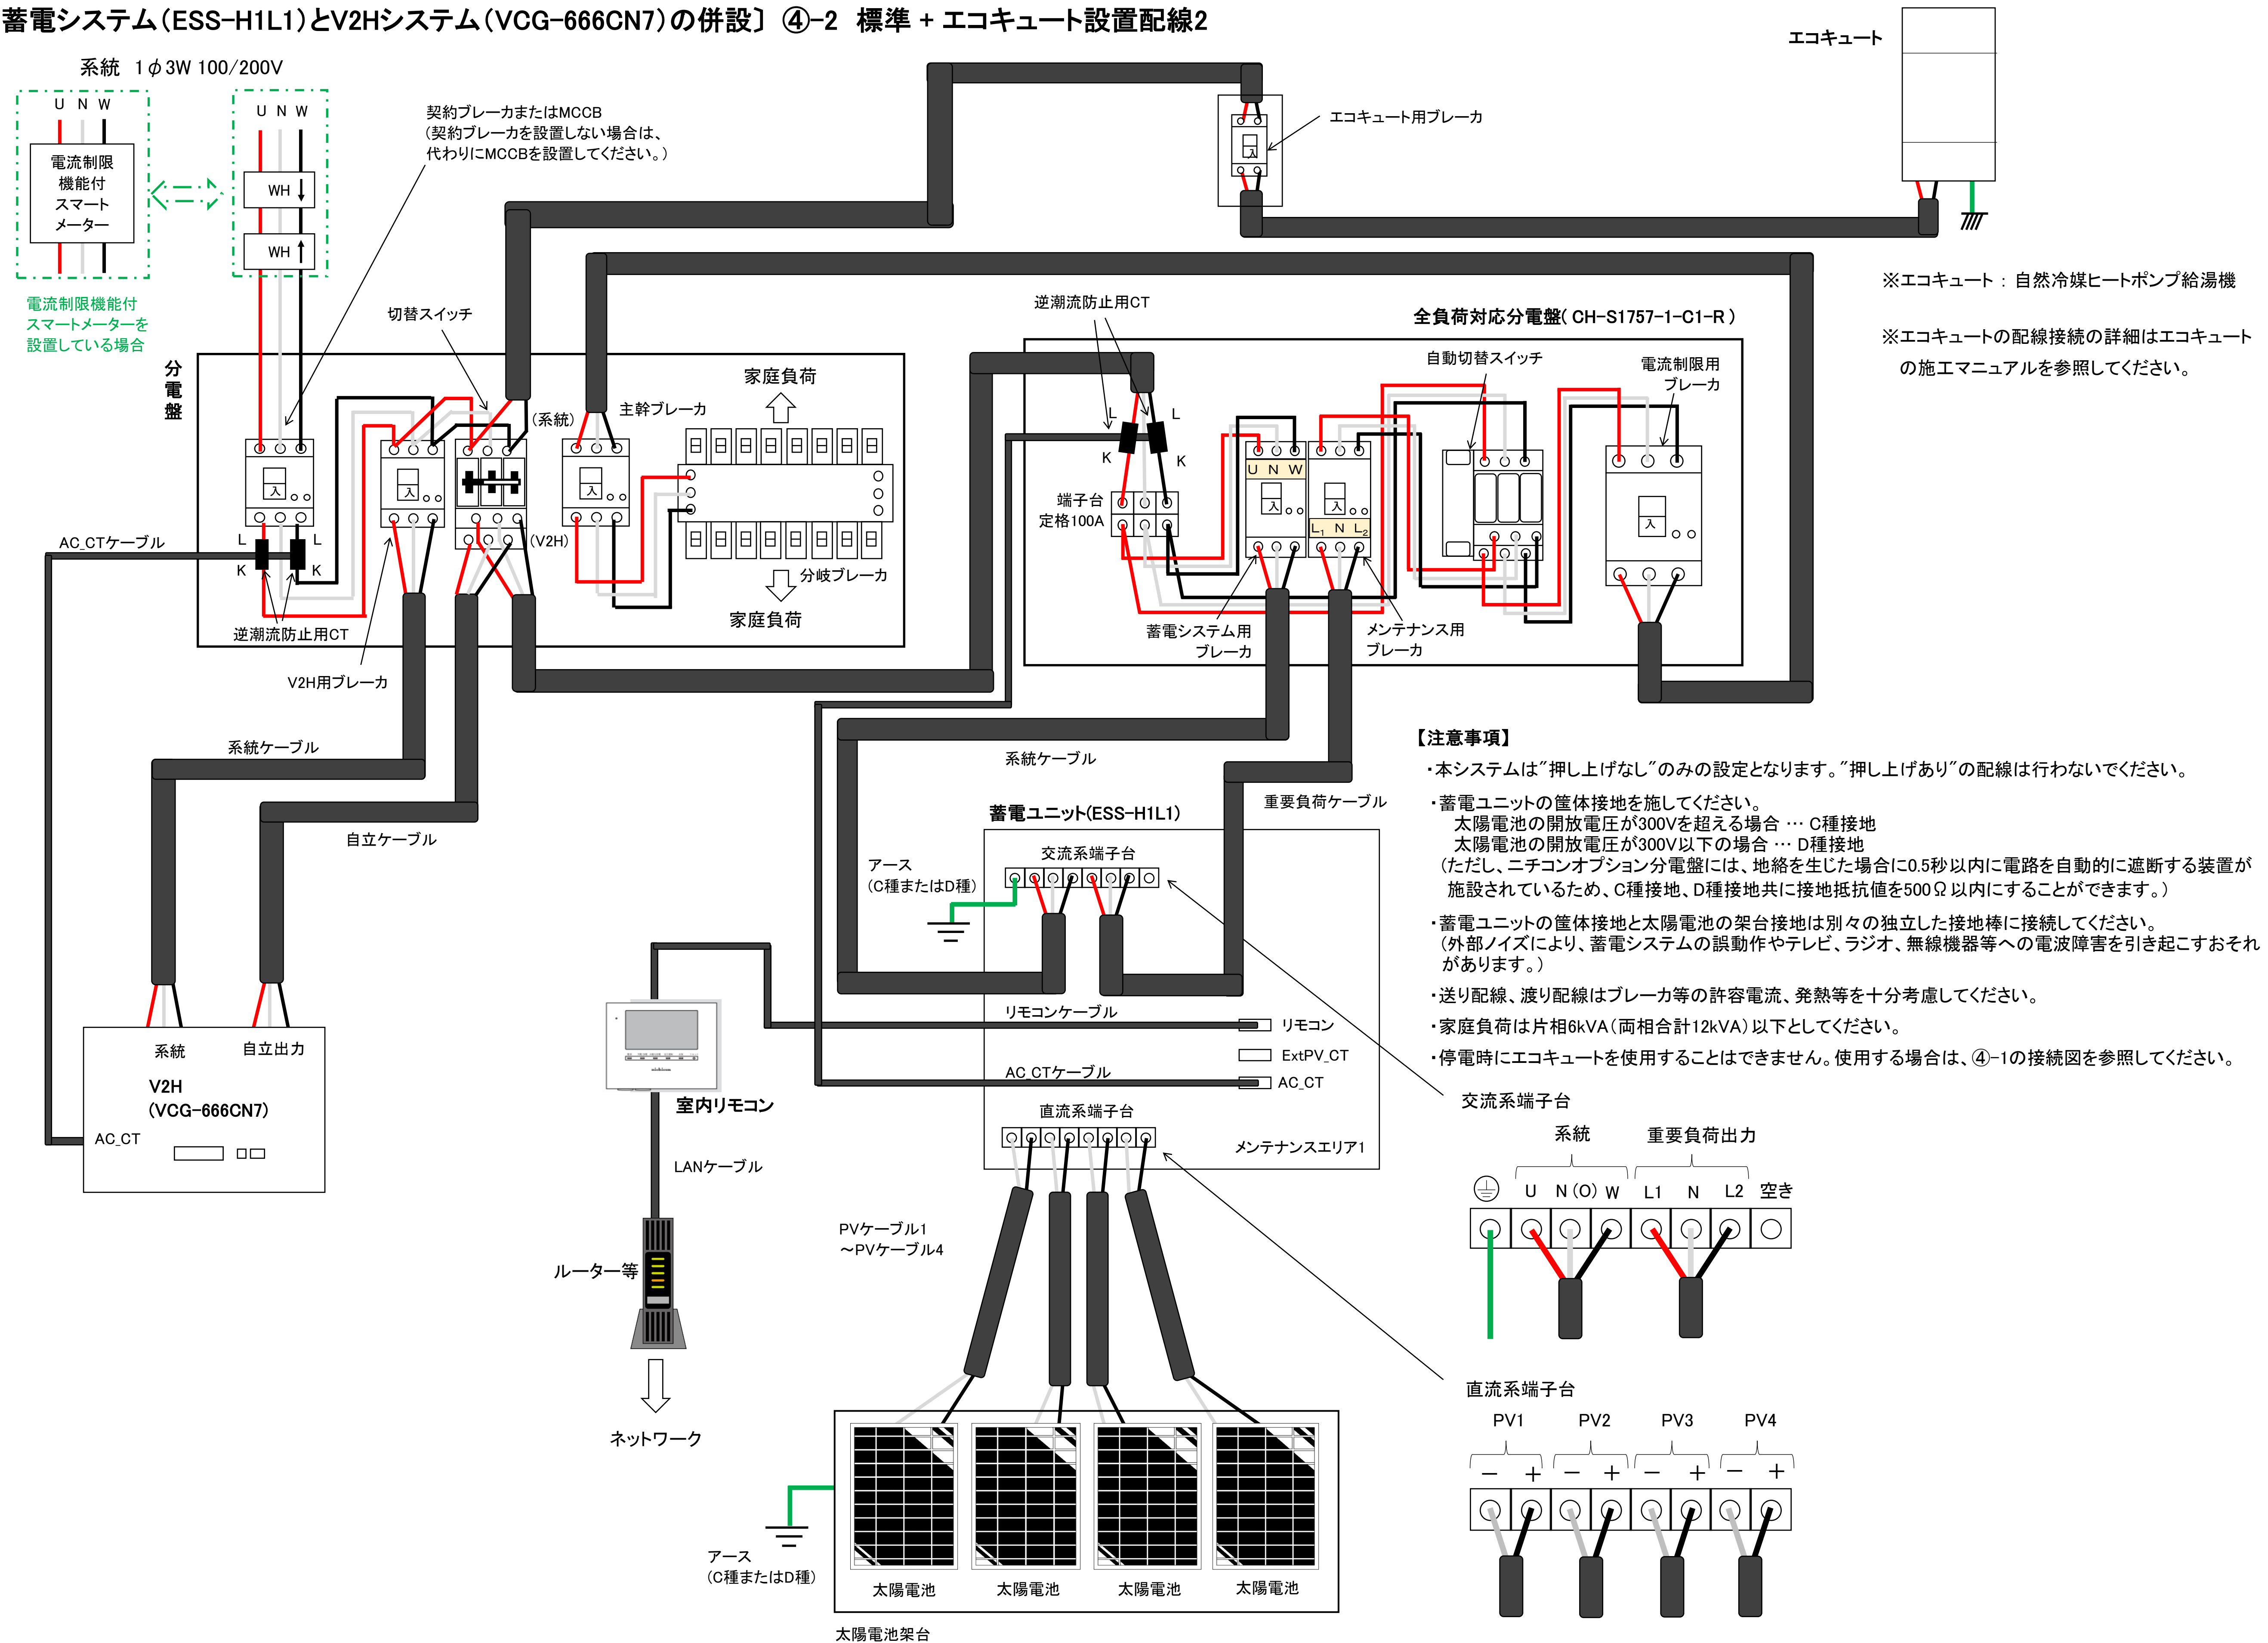 蓄電システム（ESS-H1L1）とV2Hシステム（VCG-666CN7）の併設〕 ④-2 標準 + エコキュート設置配線2
エコキュート
系統 1φ3W 100/200V
U N W
U N W
電流制限
機能付
スマート
メーター
WH
WH
電流制限機能付
スマートメーターを
設置している場合
契約ブレーカまたはMCCB
（契約ブレーカを設置しない場合は、
代わりにMCCBを設置してください。）
エコキュート用ブレーカ
入
※エコキュート : 自然冷媒ヒートポンプ給湯機
※エコキュートの配線接続の詳細はエコキュート
の施工マニュアルを参照してください。
切替スイッチ
分電盤
家庭負荷
（系統）
主幹ブレーカ
入
入
入
（V2H）
L
L
K
K
AC_CTケーブル
逆潮流防止用CT
分岐ブレーカ
家庭負荷
V2H用ブレーカ
逆潮流防止用CT
全負荷対応分電盤( CH-S1757-1-C1-R )
自動切替スイッチ
電流制限用
ブレーカ
L
L
K
K
U N W
入
入
L1 N L2
入
端子台
定格100A
蓄電システム用
ブレーカ
メンテナンス用
ブレーカ
系統ケーブル
自立ケーブル
系統ケーブル
重要負荷ケーブル
【注意事項】
・本システムは”押し上げなし”のみの設定となります。”押し上げあり”の配線は行わないでください。
・蓄電ユニットの筐体接地を施してください。
太陽電池の開放電圧が300Vを超える場合 … C種接地
太陽電池の開放電圧が300V以下の場合 … D種接地
（ただし、ニチコンオプション分電盤には、地絡を生じた場合に0.5秒以内に電路を自動的に遮断する装置が
施設されているため、C種接地、D種接地共に接地抵抗値を500Ω以内にすることができます。）
・蓄電ユニットの筐体接地と太陽電池の架台接地は別々の独立した接地棒に接続してください。
（外部ノイズにより、蓄電システムの誤動作やテレビ、ラジオ、無線機器等への電波障害を引き起こすおそれ
があります。）
・送り配線、渡り配線はブレーカ等の許容電流、発熱等を十分考慮してください。
・家庭負荷は片相6kVA（両相合計12kVA）以下としてください。
・停電時にエコキュートを使用することはできません。使用する場合は、④-1の接続図を参照してください。
蓄電ユニット(ESS-H1L1)
交流系端子台
アース
（C種またはD種）
リモコンケーブル
リモコン
ExtPV_CT
AC_CTケーブル
AC_CT
直流系端子台
メンテナンスエリア1
系統
自立出力
V2H
(VCG-666CN7)
AC_CT
室内リモコン
LANケーブル
ルーター等
ネットワーク
PVケーブル1
～PVケーブル4
アース
（C種またはD種）
太陽電池
太陽電池
太陽電池
太陽電池
太陽電池架台
交流系端子台
系統
重要負荷出力
U N（O） W L1 N L2 空き
直流系端子台
PV1 PV2 PV3 PV4
－ ＋ － ＋ － ＋ － ＋